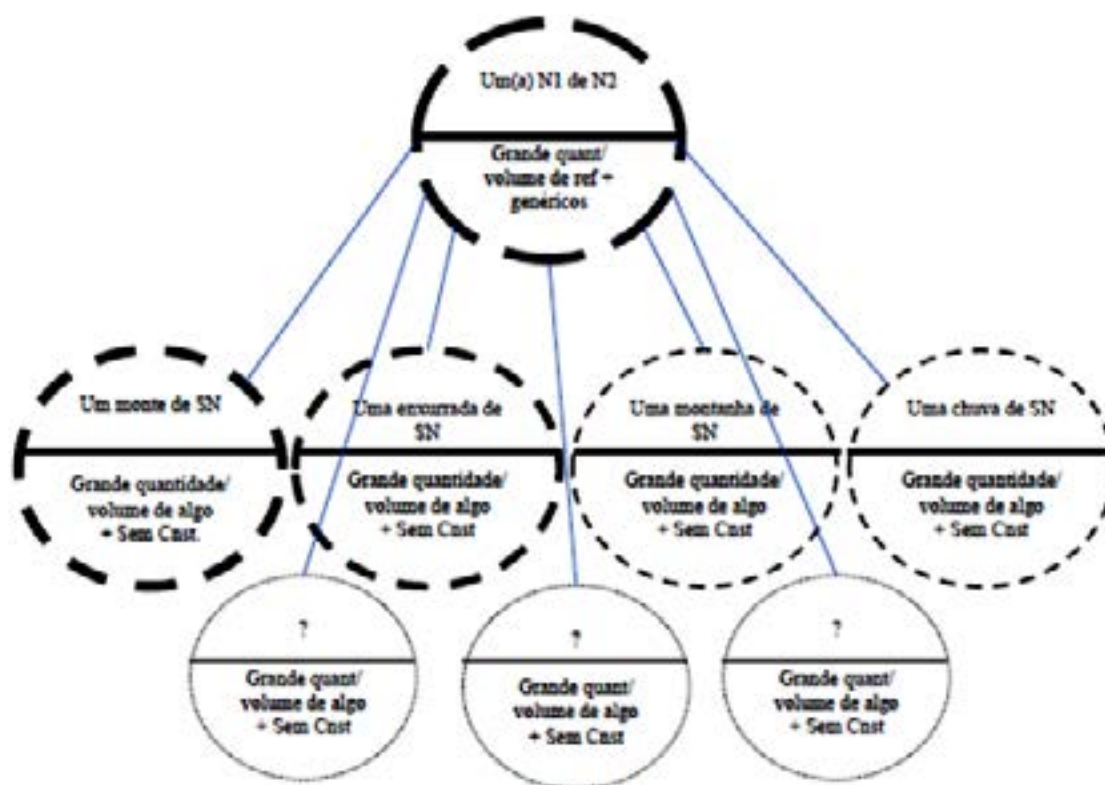 Um(a) N1 de N2
Grande quant/
volume de ref +
genéricos
Um monte de SN
Grande quantidade/
volume de algo
+ Sem Cnst.
Uma enxurrada de
SN
Grande quantidade/
volume de algo
+ Sem Cnst
Uma montanha de
SN
Grande quantidade/
volume de algo
+ Sem Cnst
Uma chuva de SN
Grande quantidade/
volume de algo
+ Sem Cnst
?
Grande quant/
volume de algo
+ Sem Cnst
?
Grande quant/
volume de algo
+ Sem Cnst
?
Grande quant/
volume de algo
+ Sem Cnst